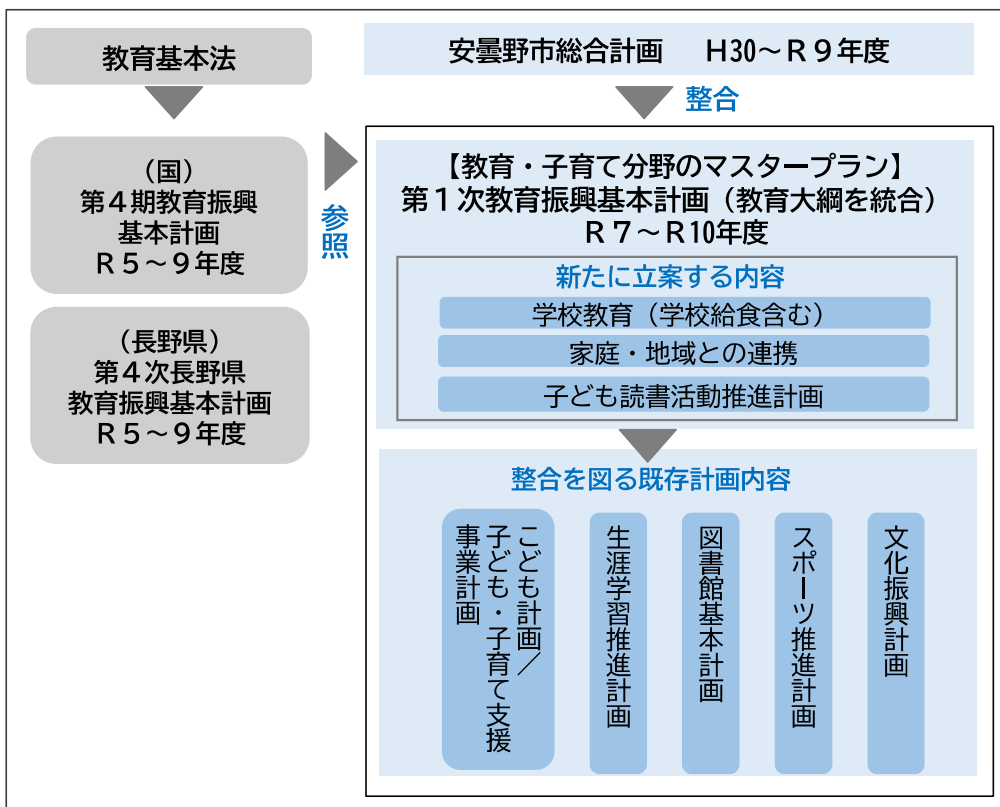 教育基本法
(国)
第4期教育振興
基本計画
R5~9年度
(長野県)
第4次長野県
教育振興基本計画
R5~9年度
参照
安曇野市総合計画 H30~R9年度
整合
【教育・子育て分野のマスタープラン】
第1次教育振興基本計画(教育大綱を統合)
R7~R10年度
新たに立案する内容
学校教育(学校給食含む)
家庭・地域との連携
子ども読書活動推進計画
整合を図る既存計画内容
こども計画/
子ども・子育て支援
事業計画
生涯学習推進計画
図書館基本計画
スポーツ推進計画
文化振興計画